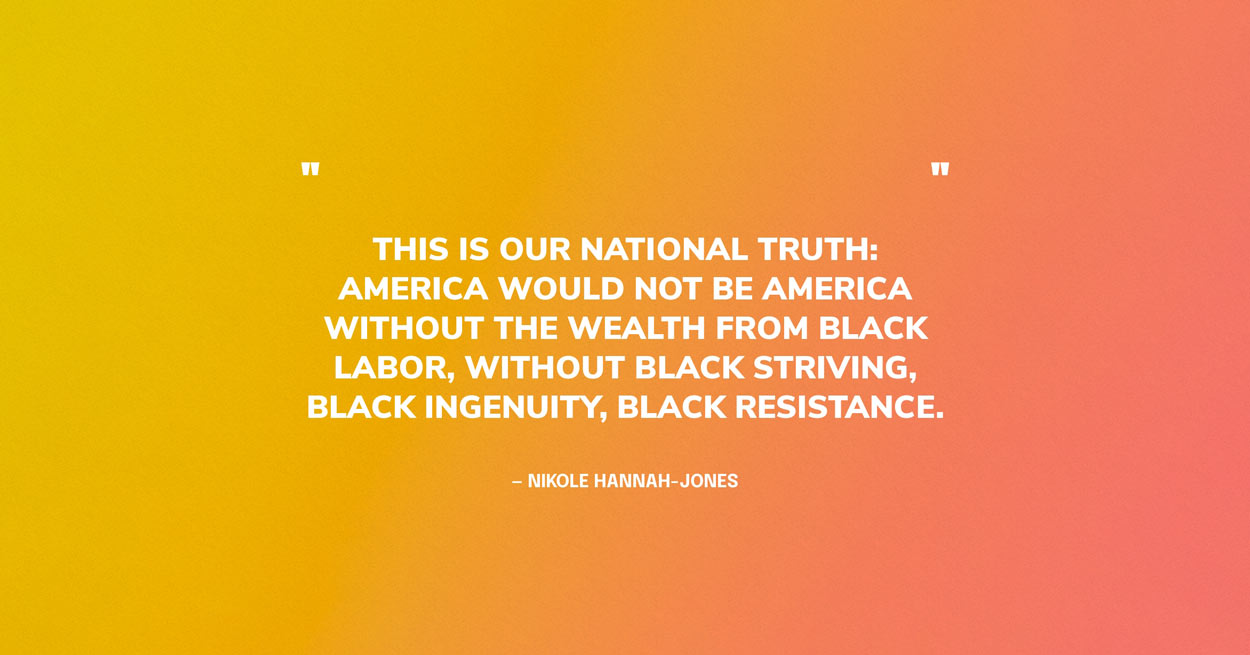 " "
THIS IS OUR NATIONAL TRUTH:
AMERICA WOULD NOT BE AMERICA
WITHOUT THE WEALTH FROM BLACK
LABOR, WITHOUT BLACK STRIVING,
BLACK INGENUITY, BLACK RESISTANCE.
– NIKOLE HANNAH-JONES